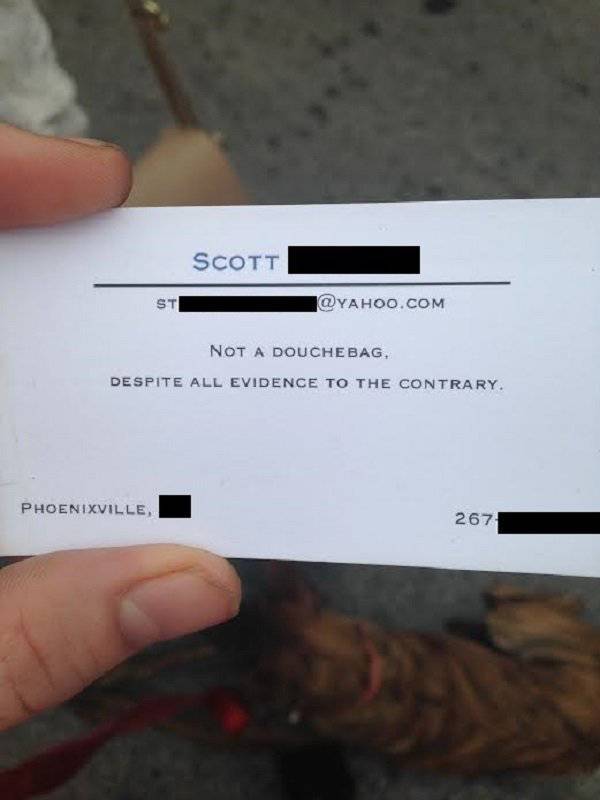 SCOTT
ST @YAHOO.COM
NOT A DOUCHEBAG,
DESPITE ALL EVIDENCE TO THE CONTRARY.
PHOENIXVILLE,
267-